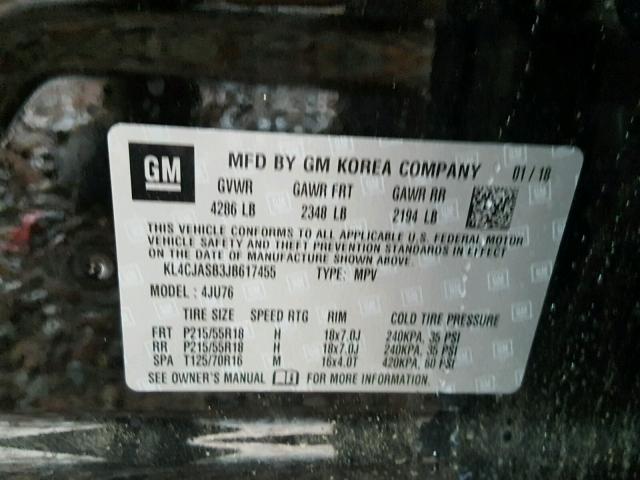 GM MFD BY GM KOREA COMPANY 01/18
GVWR GAWR FRT GAWR RR
4286 LB 2348 LB 2194 LB
THIS VEHICLE CONFORMS TO ALL APPLICABLE U.S. FEDERAL MOTOR
VEHICLE SAFETY AND THEFT PREVENTION STANDARDS IN EFFECT
ON THE DATE OF MANUFACTURE SHOWN ABOVE.
KL4CJASB3JB617455 TYPE: MPV
MODEL: 4JU76
TIRE SIZE SPEED RTG RIM COLD TIRE PRESSURE
FRT P215/55R18 H 18x7.0J 240KPA, 35 PSI
RR P215/55R18 H 18x7.0J 240KPA, 35 PSI
SPA T125/70R16 M 16x4.0T 420KPA, 60 PSI
SEE OWNER'S MANUAL FOR MORE INFORMATION.